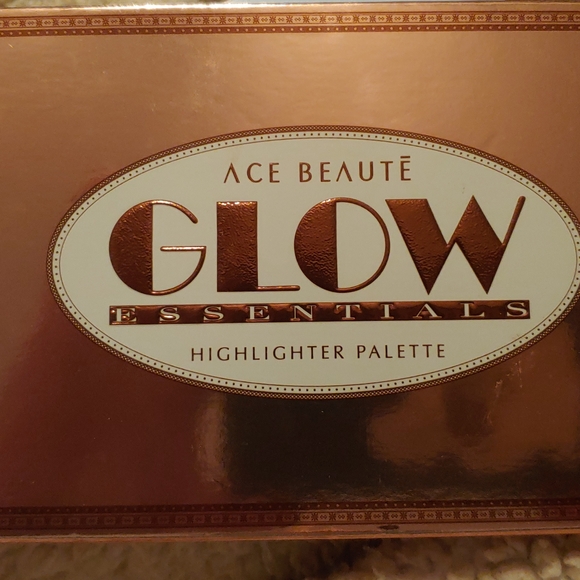 ACE BEAUTĒ
GLOW
ESSENTIALS
HIGHLIGHTER PALETTE